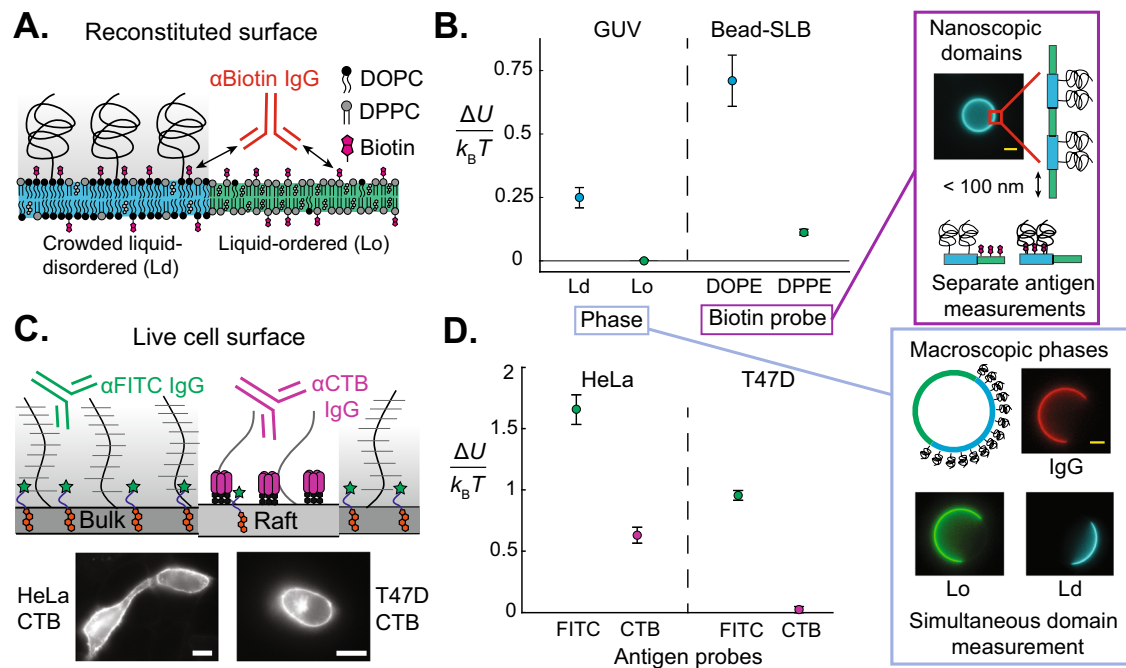 A.
Reconstituted surface
αBiotin IgG
DOPC
DPPC
Biotin
Crowded liquid-
disordered (Ld)
Liquid-ordered (Lo)
B.
GUV
Bead-SLB
ΔU
k_BT
0.75
0.5
0.25
0
Ld
Lo
DOPE
DPPE
Phase
Biotin probe
Nanoscopic
domains
< 100 nm
Separate antigen
measurements
C.
Live cell surface
αFITC IgG
αCTB
IgG
Bulk
Raft
HeLa
CTB
T47D
CTB
D.
HeLa
T47D
ΔU
k_BT
2
1.5
1
0.5
0
FITC
CTB
FITC
CTB
Antigen probes
Macroscopic phases
IgG
Lo
Ld
Simultaneous domain
measurement